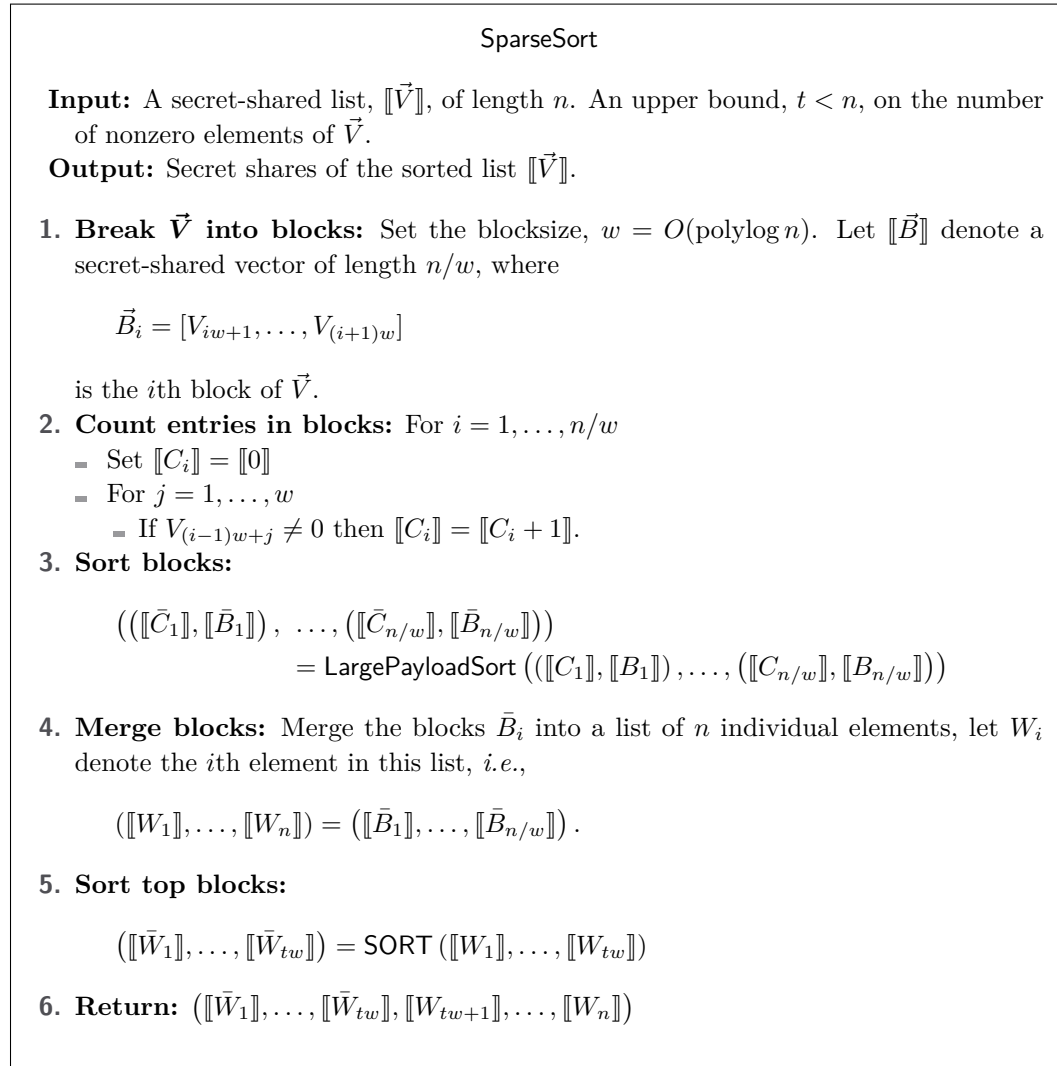 SparseSort
Input: A secret-shared list, ⟦V⃗⟧, of length n. An upper bound, t < n, on the number
of nonzero elements of V⃗.
Output: Secret shares of the sorted list ⟦V⃗⟧.
1. Break V⃗ into blocks: Set the blocksize, w = O(polylog n). Let ⟦B⃗⟧ denote a
secret-shared vector of length n/w, where
B⃗_i = [V_{iw+1}, . . . , V_{(i+1)w}]
is the ith block of V⃗.
2. Count entries in blocks: For i = 1, . . . , n/w
Set ⟦C_i⟧ = ⟦0⟧
For j = 1, . . . , w
If V_{(i−1)w+j} ≠ 0 then ⟦C_i⟧ = ⟦C_i + 1⟧.
3. Sort blocks:
((⟦C̄_1⟧, ⟦B̄_1⟧) , . . . , (⟦C̄_{n/w}⟧, ⟦B̄_{n/w}⟧))
= LargePayloadSort ((⟦C_1⟧, ⟦B_1⟧) , . . . , (⟦C_{n/w}⟧, ⟦B_{n/w}⟧))
4. Merge blocks: Merge the blocks B̄_i into a list of n individual elements, let W_i
denote the ith element in this list, i.e.,
(⟦W_1⟧, . . . , ⟦W_n⟧) = (⟦B̄_1⟧, . . . , ⟦B̄_{n/w}⟧) .
5. Sort top blocks:
(⟦W̄_1⟧, . . . , ⟦W̄_{tw}⟧) = SORT (⟦W_1⟧, . . . , ⟦W_{tw}⟧)
6. Return: (⟦W̄_1⟧, . . . , ⟦W̄_{tw}⟧, ⟦W_{tw+1}⟧, . . . , ⟦W_n⟧)